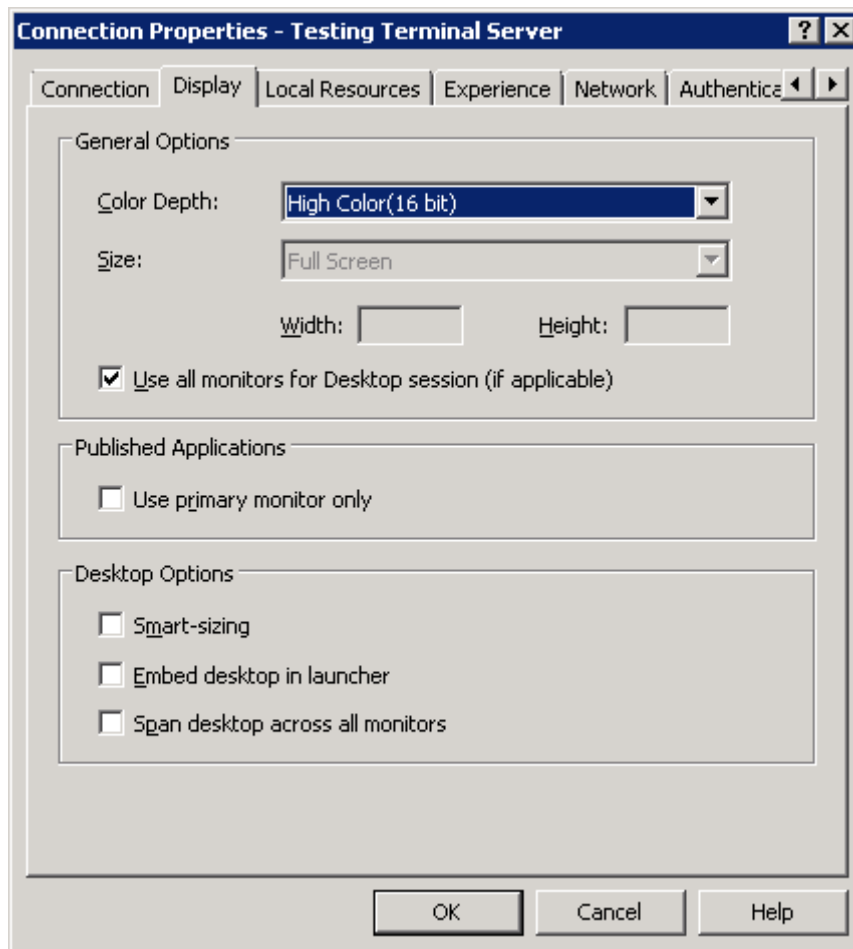 Connection Properties - Testing Terminal Server
Connection Display Local Resources Experience Network Authentica
General Options
Color Depth: High Color(16 bit)
Size: Full Screen
Width: Height:
Use all monitors for Desktop session (if applicable)
Published Applications
Use primary monitor only
Desktop Options
Smart-sizing
Embed desktop in launcher
Span desktop across all monitors
OK Cancel Help